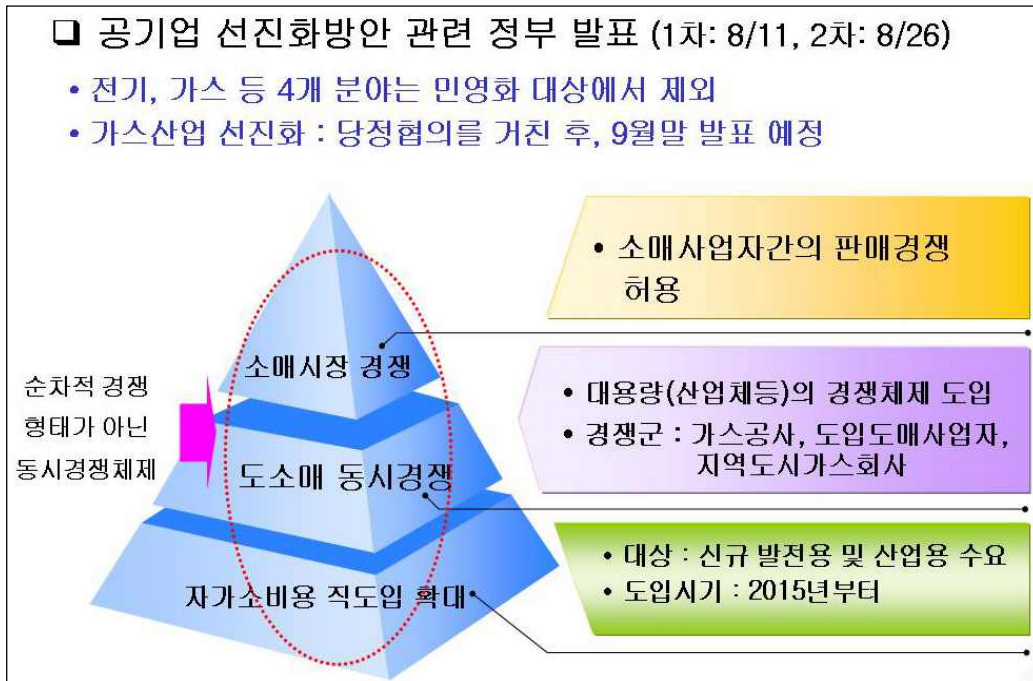 ❑ 공기업 선진화방안 관련 정부 발표 (1차: 8/11, 2차: 8/26)
• 전기, 가스 등 4개 분야는 민영화 대상에서 제외
• 가스산업 선진화 : 당정협의를 거친 후, 9월말 발표 예정
• 소매사업자간의 판매경쟁
허용
소매시장 경쟁
순차적 경쟁
형태가 아닌
동시경쟁체제
• 대용량(산업체등)의 경쟁체제 도입
• 경쟁군 : 가스공사, 도입도매사업자,
지역도시가스회사
도소매 동시경쟁
• 대상 : 신규 발전용 및 산업용 수요
• 도입시기 : 2015년부터
자가소비용 직도입 확대